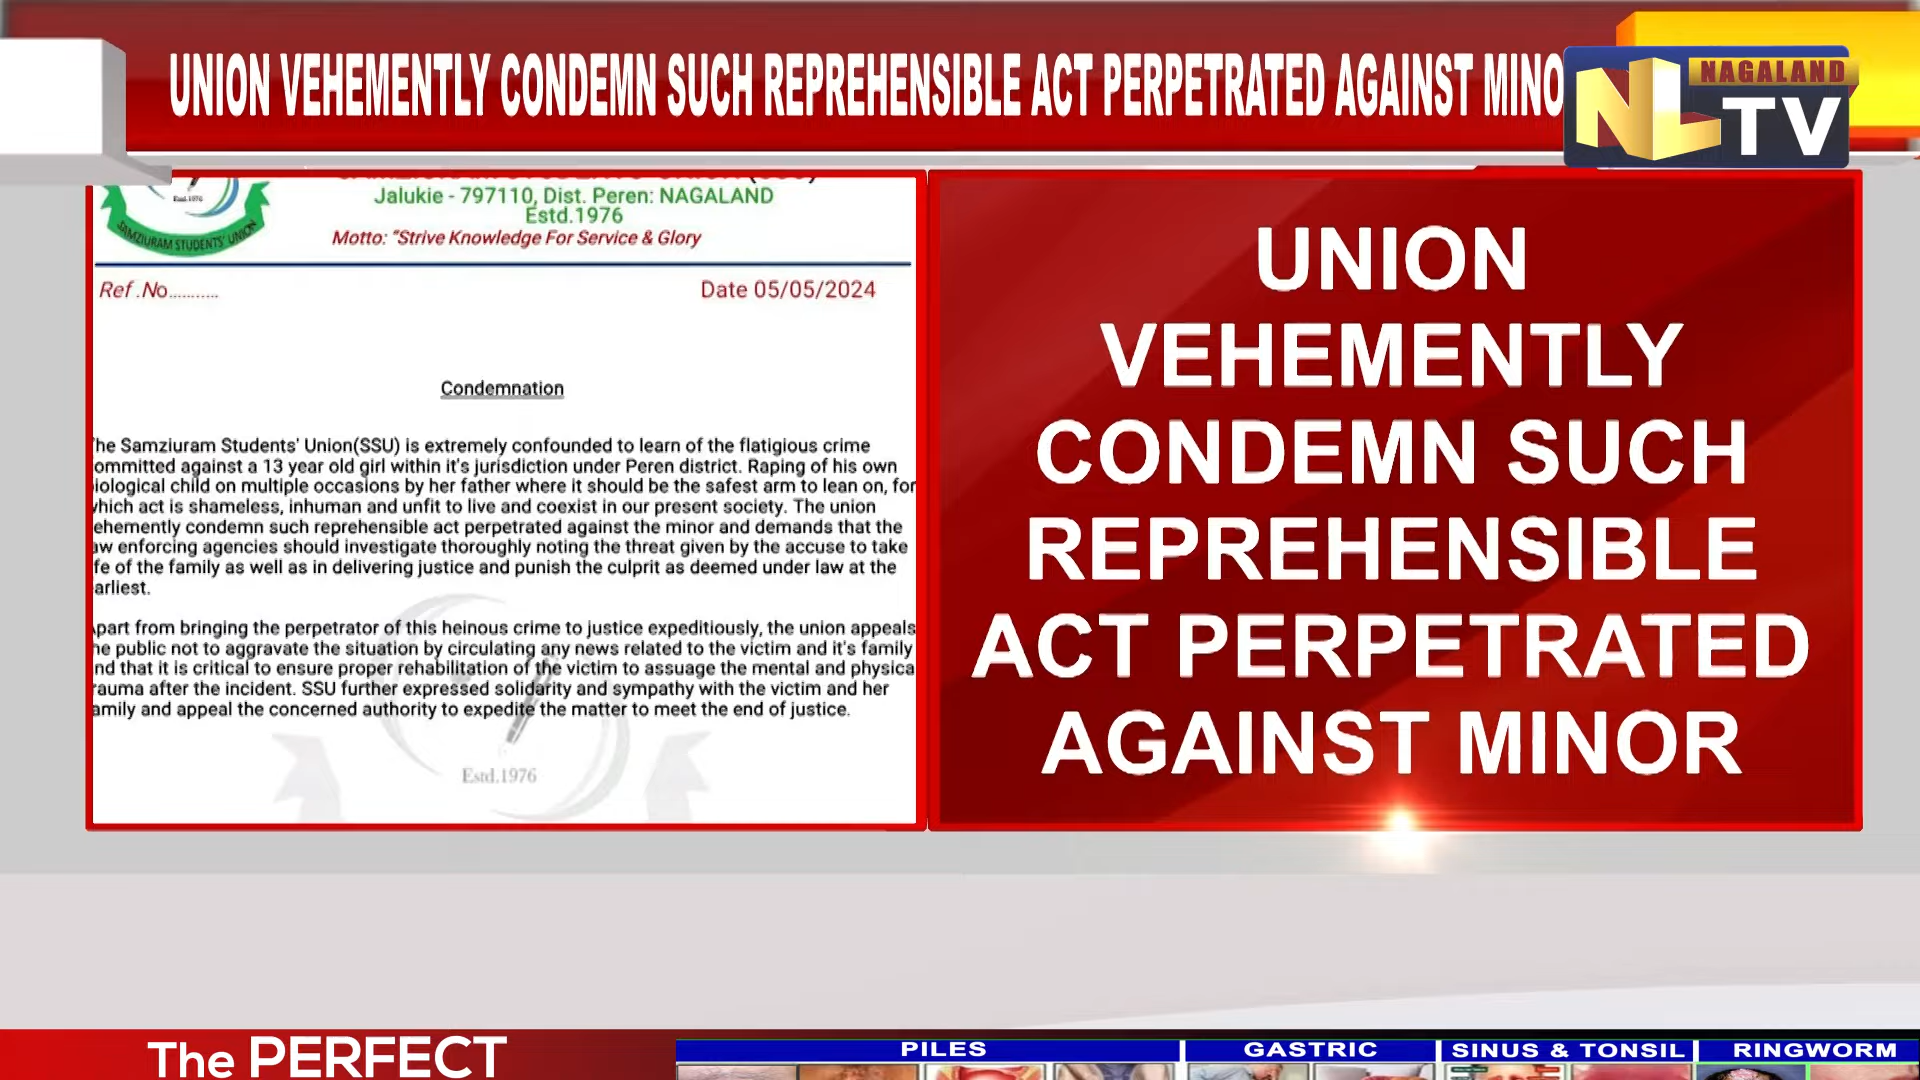 UNION VEHEMENTLY CONDEMN SUCH REPREHENSIBLE ACT PERPETRATED AGAINST MINO
NAGALAND
NL TV
Jalukie - 797110, Dist. Peren: NAGALAND
Estd.1976
Estd.1976
SAMZIURAM STUDENTS' UNION
Motto: "Strive Knowledge For Service & Glory
Ref .No..........
Date 05/05/2024
Condemnation
he Samziuram Students' Union(SSU) is extremely confounded to learn of the flatigious crime
ommitted against a 13 year old girl within it's jurisdiction under Peren district. Raping of his own
iological child on multiple occasions by her father where it should be the safest arm to lean on, for
hich act is shameless, inhuman and unfit to live and coexist in our present society. The union
ehemently condemn such reprehensible act perpetrated against the minor and demands that the
aw enforcing agencies should investigate thoroughly noting the threat given by the accuse to take
fe of the family as well as in delivering justice and punish the culprit as deemed under law at the
arliest.
part from bringing the perpetrator of this heinous crime to justice expeditiously, the union appeals
he public not to aggravate the situation by circulating any news related to the victim and it's family
nd that it is critical to ensure proper rehabilitation of the victim to assuage the mental and physica
rauma after the incident. SSU further expressed solidarity and sympathy with the victim and her
amily and appeal the concerned authority to expedite the matter to meet the end of justice.
Estd.1976
UNION
VEHEMENTLY
CONDEMN SUCH
REPREHENSIBLE
ACT PERPETRATED
AGAINST MINOR
The PERFECT
PILES
GASTRIC
SINUS & TONSIL
RINGWORM